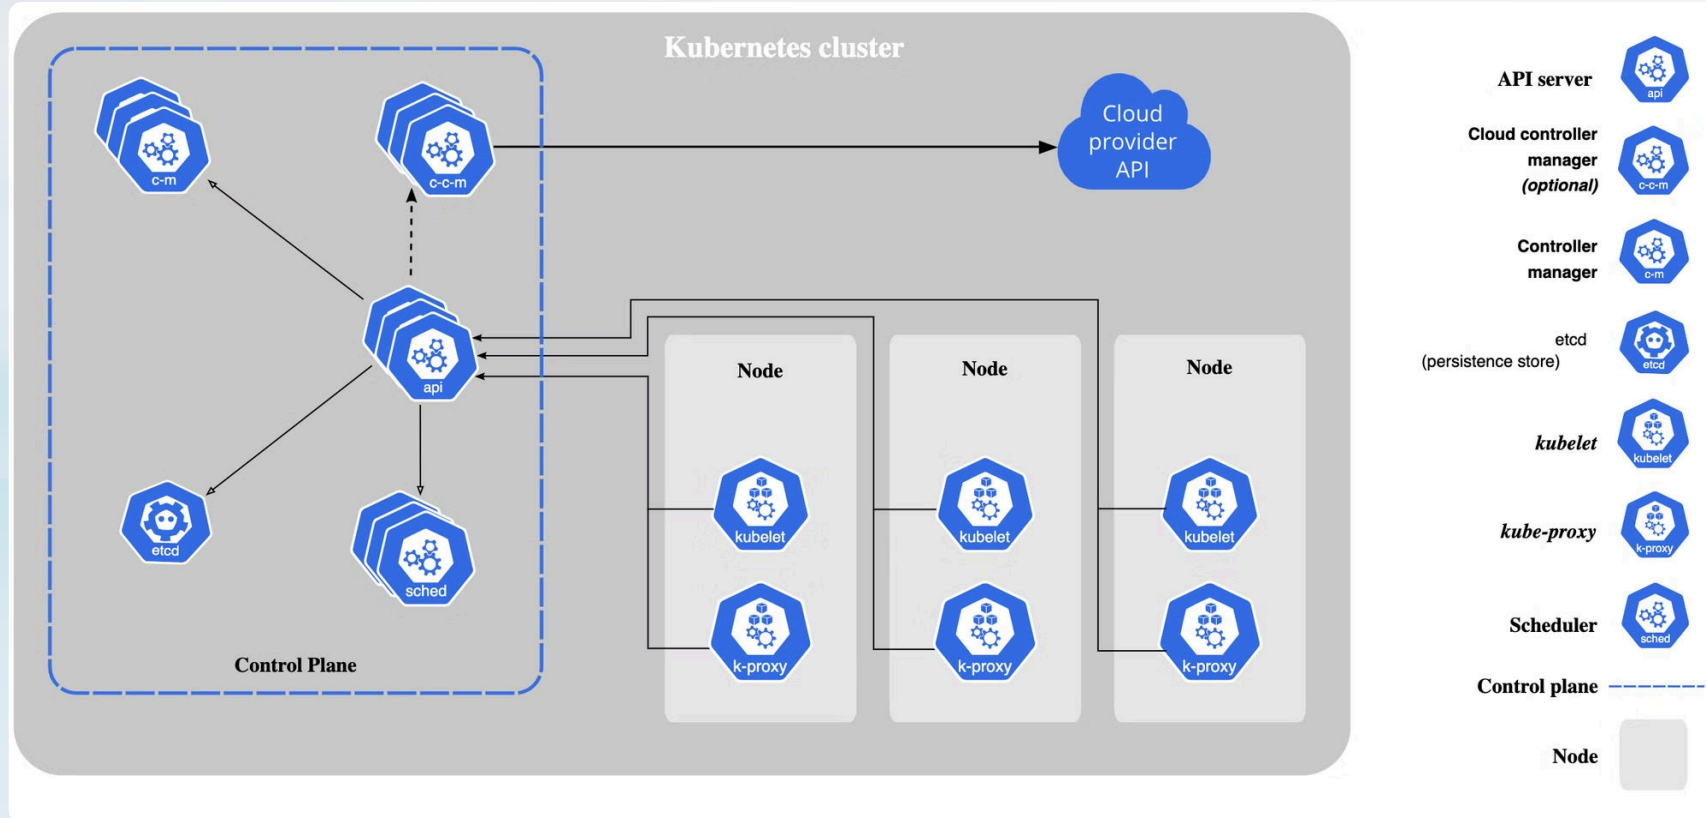 Kubernetes cluster
c-m
c-c-m
Cloud
provider
API
api
etcd
sched
Control Plane
Node
kubelet
k-proxy
Node
kubelet
k-proxy
Node
kubelet
k-proxy
API server
api
Cloud controller
manager
(optional)
c-c-m
Controller
manager
c-m
etcd
(persistence store)
etcd
kubelet
kubelet
kube-proxy
k-proxy
Scheduler
sched
Control plane
Node